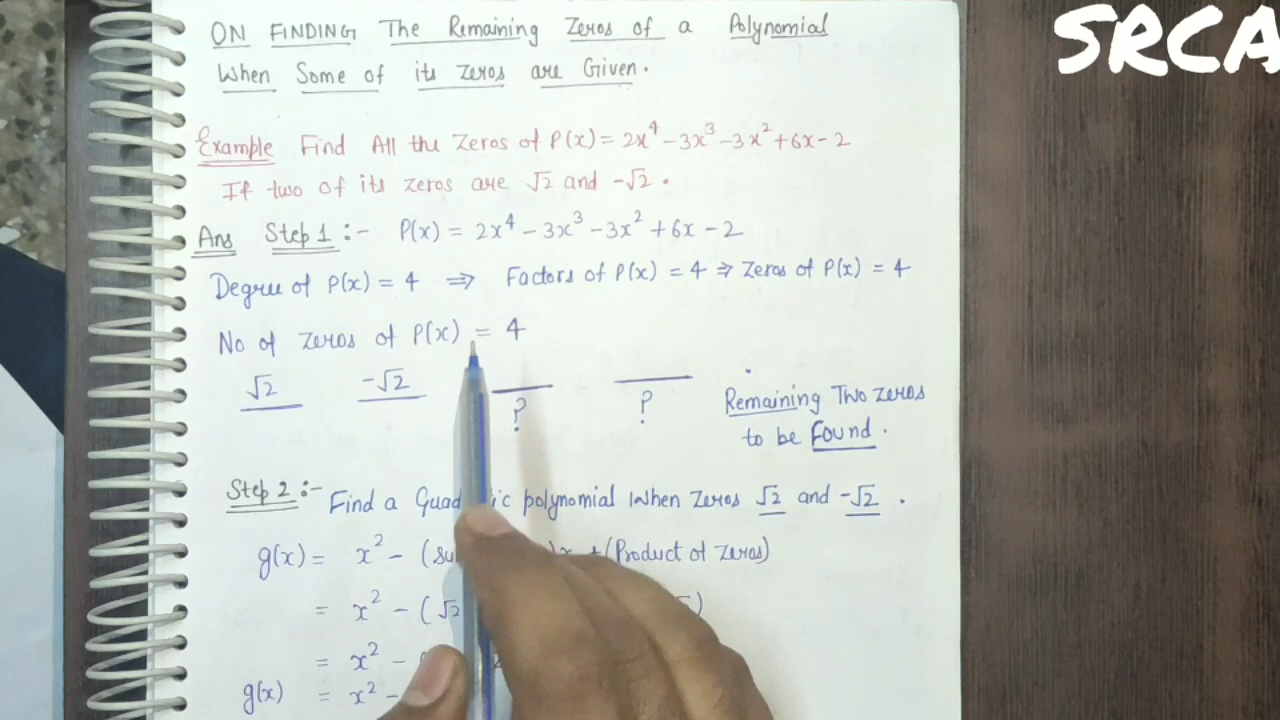 SRCA
ON FINDING The Remaining Zeros of a Polynomial
When Some of its zeros are Given.
Example Find All the Zeros of P(x) = 2x⁴ - 3x³ - 3x² + 6x - 2
If two of its zeros are √2 and -√2.
Ans Step 1 :- P(x) = 2x⁴ - 3x³ - 3x² + 6x - 2
Degree of P(x) = 4 ⇒ Factors of P(x) = 4 ⇒ Zeros of P(x) = 4
No of zeros of P(x) = 4
√2 -√2 ? ?
Remaining Two zeros
to be Found.
Step 2 :- Find a polynomial When Zeros √2 and -√2.
g(x) = x² - ( )x + (Product of Zeros)
= x² - (√2 )
= x² -
g(x) = x² -